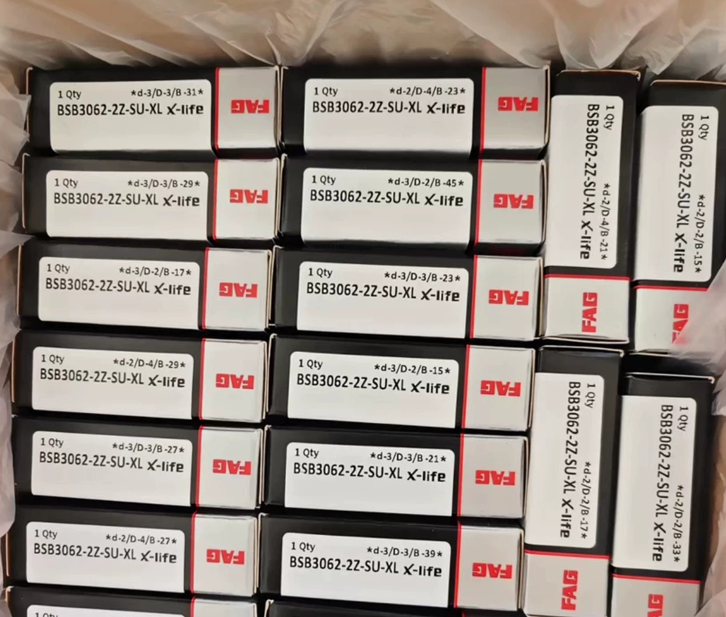 1 Qty *d-3/D-3/B-31*
BSB3062-2Z-SU-XL X-life
FAG
1 Qty *d-2/D-4/B-23*
BSB3062-2Z-SU-XL X-life
FAG
1 Qty *d-3/D-3/B-29*
BSB3062-2Z-SU-XL X-life
FAG
1 Qty *d-3/D-2/B-45*
BSB3062-2Z-SU-XL X-life
FAG
1 Qty *d-3/D-2/B-17*
BSB3062-2Z-SU-XL X-life
FAG
1 Qty *d-3/D-3/B-23*
BSB3062-2Z-SU-XL X-life
FAG
1 Qty *d-2/D-4/B-29*
BSB3062-2Z-SU-XL X-life
FAG
1 Qty *d-3/D-2/B-15*
BSB3062-2Z-SU-XL X-life
FAG
1 Qty *d-3/D-3/B-27*
BSB3062-2Z-SU-XL X-life
FAG
1 Qty *d-3/D-3/B-21*
BSB3062-2Z-SU-XL X-life
FAG
1 Qty *d-2/D-4/B-27*
BSB3062-2Z-SU-XL X-life
FAG
1 Qty *d-3/D-3/B-39*
BSB3062-2Z-SU-XL X-life
FAG
1 Qty *d-2/D-4/B-21*
BSB3062-2Z-SU-XL X-life
FAG
1 Qty *d-2/D-2/B-15*
BSB3062-2Z-SU-XL X-life
FAG
1 Qty *d-2/D-2/B-17*
BSB3062-2Z-SU-XL X-life
FAG
1 Qty *d-2/D-2/B-33*
BSB3062-2Z-SU-XL X-life
FAG